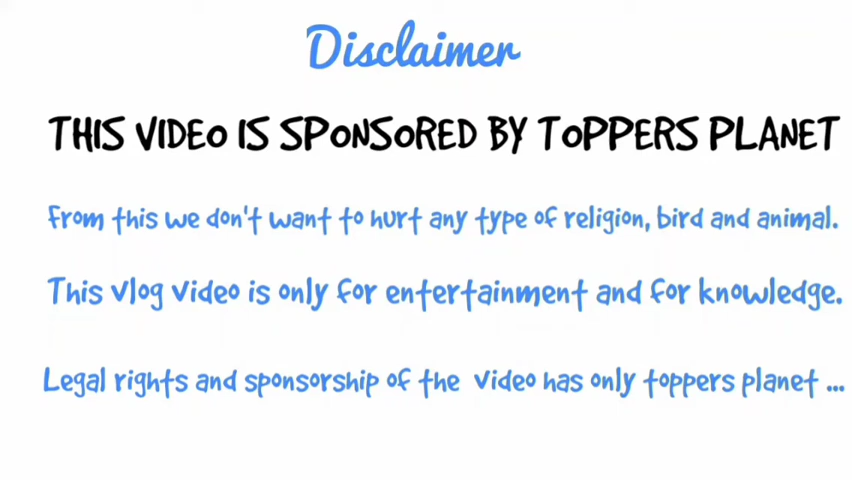 Disclaimer
THIS VIDEO IS SPONSORED BY TOPPERS PLANET
From this we don't want to hurt any type of religion, bird and animal.
This vlog video is only for entertainment and for knowledge.
Legal rights and sponsorship of the video has only toppers planet ...